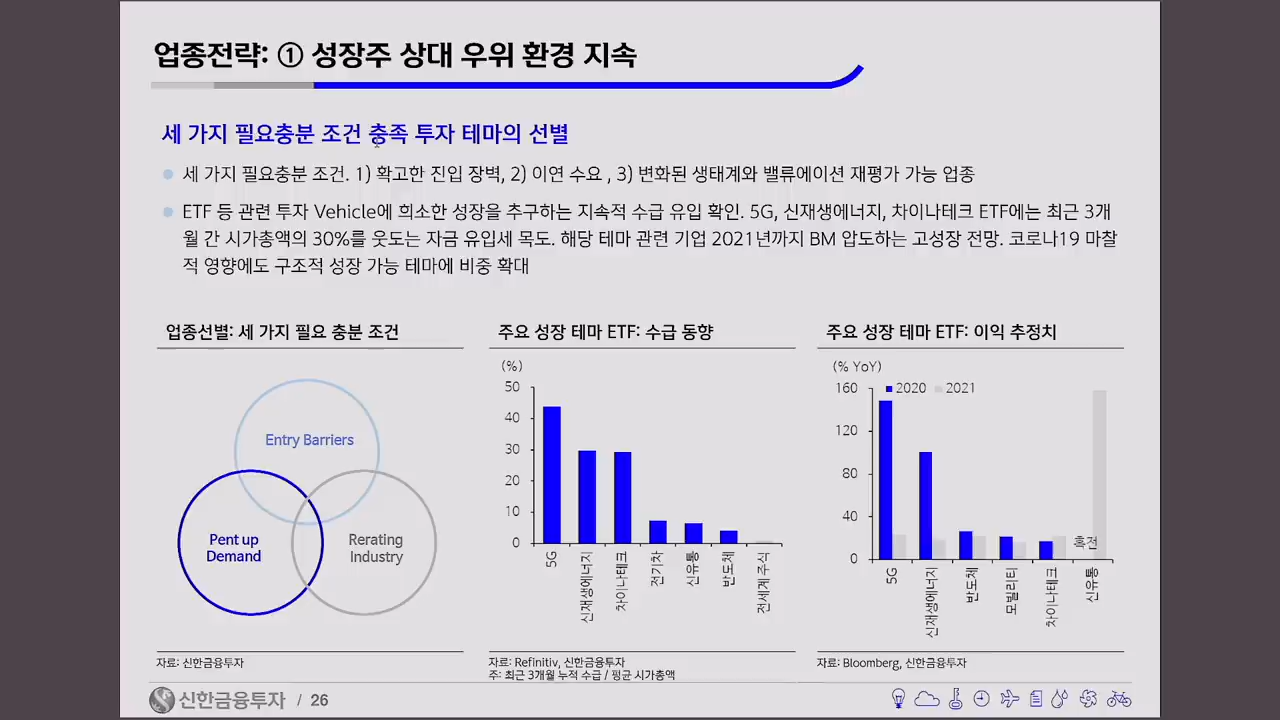 업종전략: ① 성장주 상대 우위 환경 지속
세 가지 필요충분 조건 충족 투자 테마의 선별
세 가지 필요충분 조건. 1) 확고한 진입 장벽, 2) 이연 수요 , 3) 변화된 생태계와 밸류에이션 재평가 가능 업종
ETF 등 관련 투자 Vehicle에 희소한 성장을 추구하는 지속적 수급 유입 확인. 5G, 신재생에너지, 차이나테크 ETF에는 최근 3개
월 간 시가총액의 30%를 웃도는 자금 유입세 목도. 해당 테마 관련 기업 2021년까지 BM 압도하는 고성장 전망. 코로나19 마찰
적 영향에도 구조적 성장 가능 테마에 비중 확대
업종선별: 세 가지 필요 충분 조건
Entry Barriers
Pent up
Demand
Rerating
Industry
자료: 신한금융투자
주요 성장 테마 ETF: 수급 동향
(%)
50
40
30
20
10
0
5G
신재생에너지
차이나테크
전기차
신유통
반도체
전세계 주식
자료: Refinitiv, 신한금융투자
주: 최근 3개월 누적 수급 / 평균 시가총액
주요 성장 테마 ETF: 이익 추정치
(% YoY)
2020 2021
160
120
80
40
0
흑전
5G
신재생에너지
반도체
모빌리티
차이나테크
신유통
자료: Bloomberg, 신한금융투자
신한금융투자 / 26